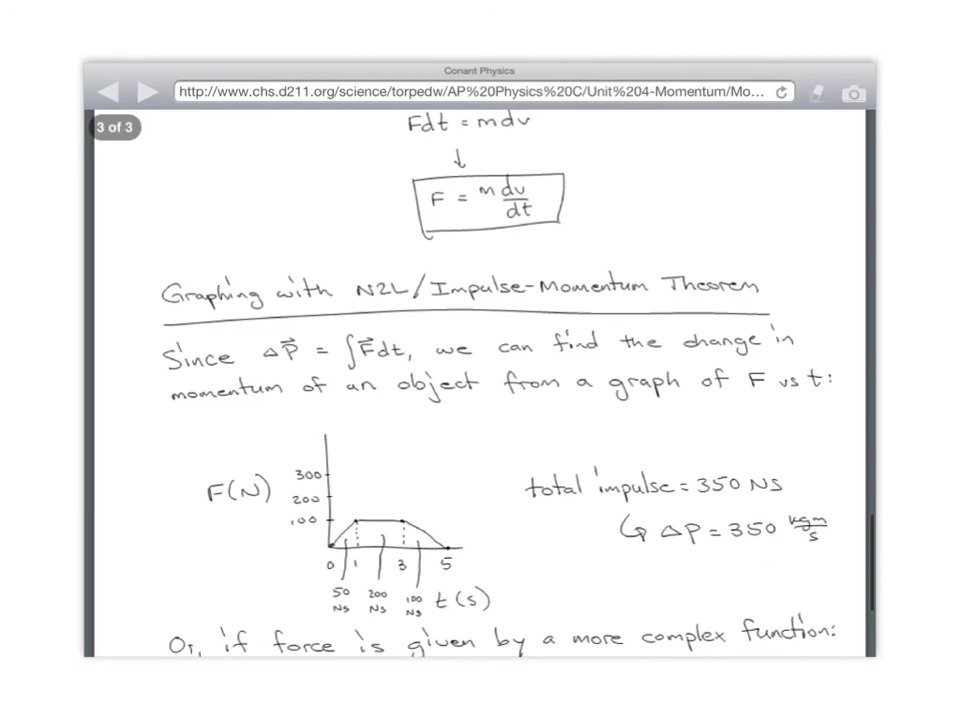 Conant Physics
http://www.chs.d211.org/science/torpedw/AP%20Physics%20C/Unit%204-Momentum/Mo...
3 of 3
Fdt = mdv
↓
F = m dv/dt
Graphing with N2L/Impulse-Momentum Theorem
Since ΔP⃗ = ∫F⃗dt, we can find the change in
momentum of an object from a graph of F vs t:
F(N)
300
200
100
0 1 3 5
50 NS 200 NS 100 NS
t(s)
total impulse = 350 NS
↳ ΔP = 350 kgm/s
Or, if force is given by a more complex function: